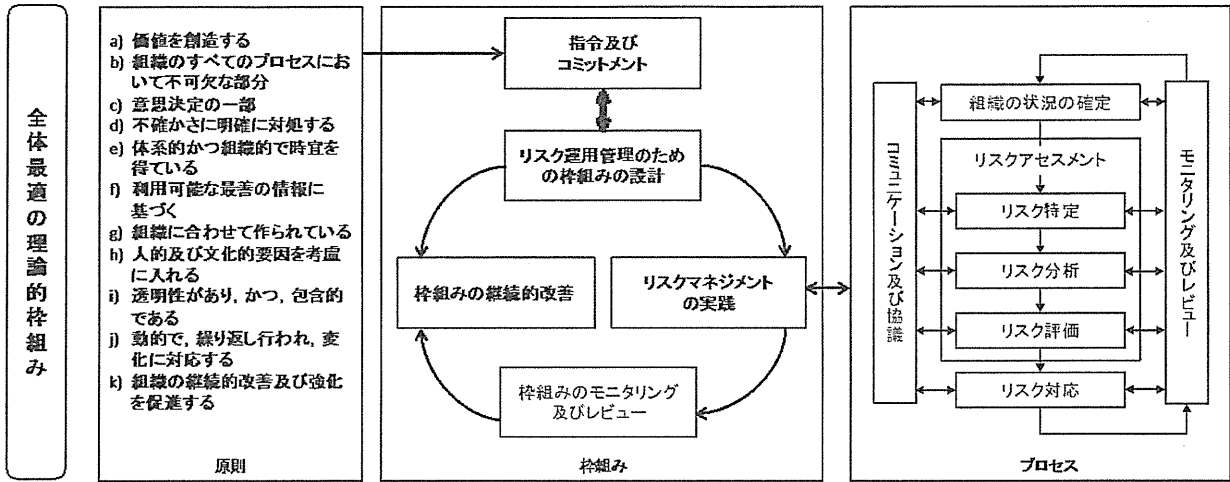 全体最適の理論的枠組み
a) 価値を創造する
b) 組織のすべてのプロセスにお
いて不可欠な部分
c) 意思決定の一部
d) 不確かさに明確に対処する
e) 体系的かつ組織的で時宜を
得ている
f) 利用可能な最善の情報に
基づく
g) 組織に合わせて作られている
h) 人的及び文化的要因を考慮
に入れる
i) 透明性があり，かつ，包含的
である
j) 動的で，繰り返し行われ，変
化に対応する
k) 組織の継続的改善及び強化
を促進する
原則
指令及び
コミットメント
リスク運用管理のため
の枠組みの設計
枠組みの継続的改善
リスクマネジメント
の実践
枠組みのモニタリング
及びレビュー
枠組み
コミュニケーション及び協議
組織の状況の確定
リスクアセスメント
リスク特定
リスク分析
リスク評価
リスク対応
モニタリング及びレビュー
プロセス